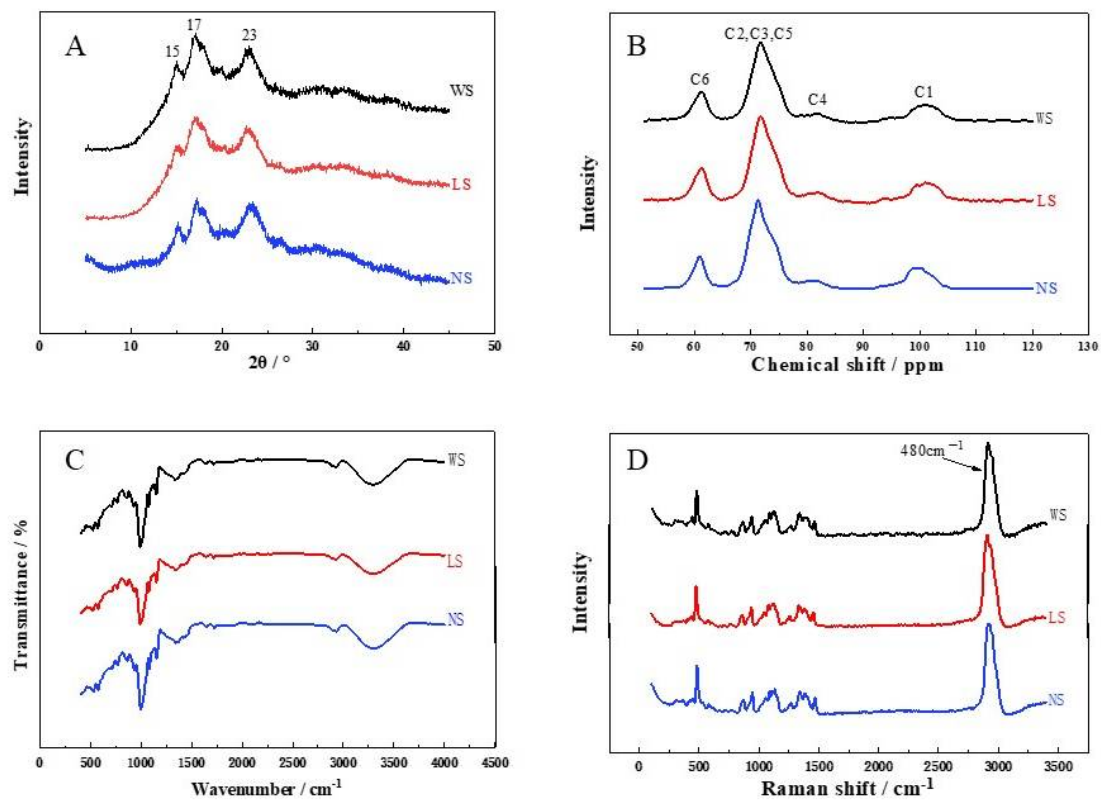 A
15
17
23
WS
LS
NS
Intensity
0
10
20
30
40
50
2θ / °
B
C6
C2,C3,C5
C4
C1
WS
LS
NS
Intensity
50
60
70
80
90
100
110
120
130
Chemical shift / ppm
C
WS
LS
NS
Transmittance / %
0
500
1000
1500
2000
2500
3000
3500
4000
4500
Wavenumber / cm⁻¹
D
480cm⁻¹
WS
LS
NS
Intensity
0
500
1000
1500
2000
2500
3000
3500
Raman shift / cm⁻¹